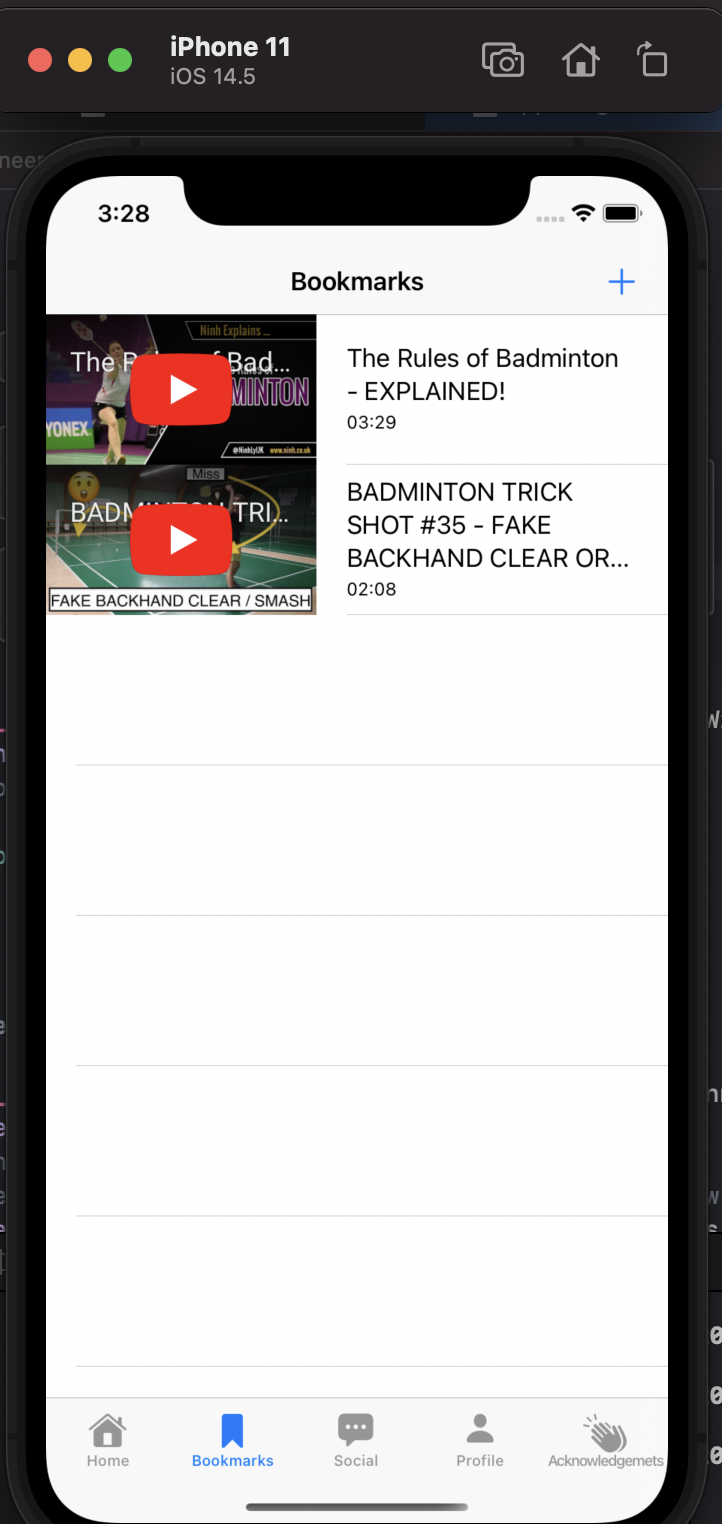 iPhone 11
iOS 14.5
neer
3:28
Bookmarks
Ninh Explains ...
The Rules of Bad...
MINTON
YONEX
@NinhLyUK www.ninh.co.uk
The Rules of Badminton
- EXPLAINED!
03:29
Miss
BADMINTON TRI...
FAKE BACKHAND CLEAR / SMASH
BADMINTON TRICK
SHOT #35 - FAKE
BACKHAND CLEAR OR...
02:08
Home
Bookmarks
Social
Profile
Acknowledgemets